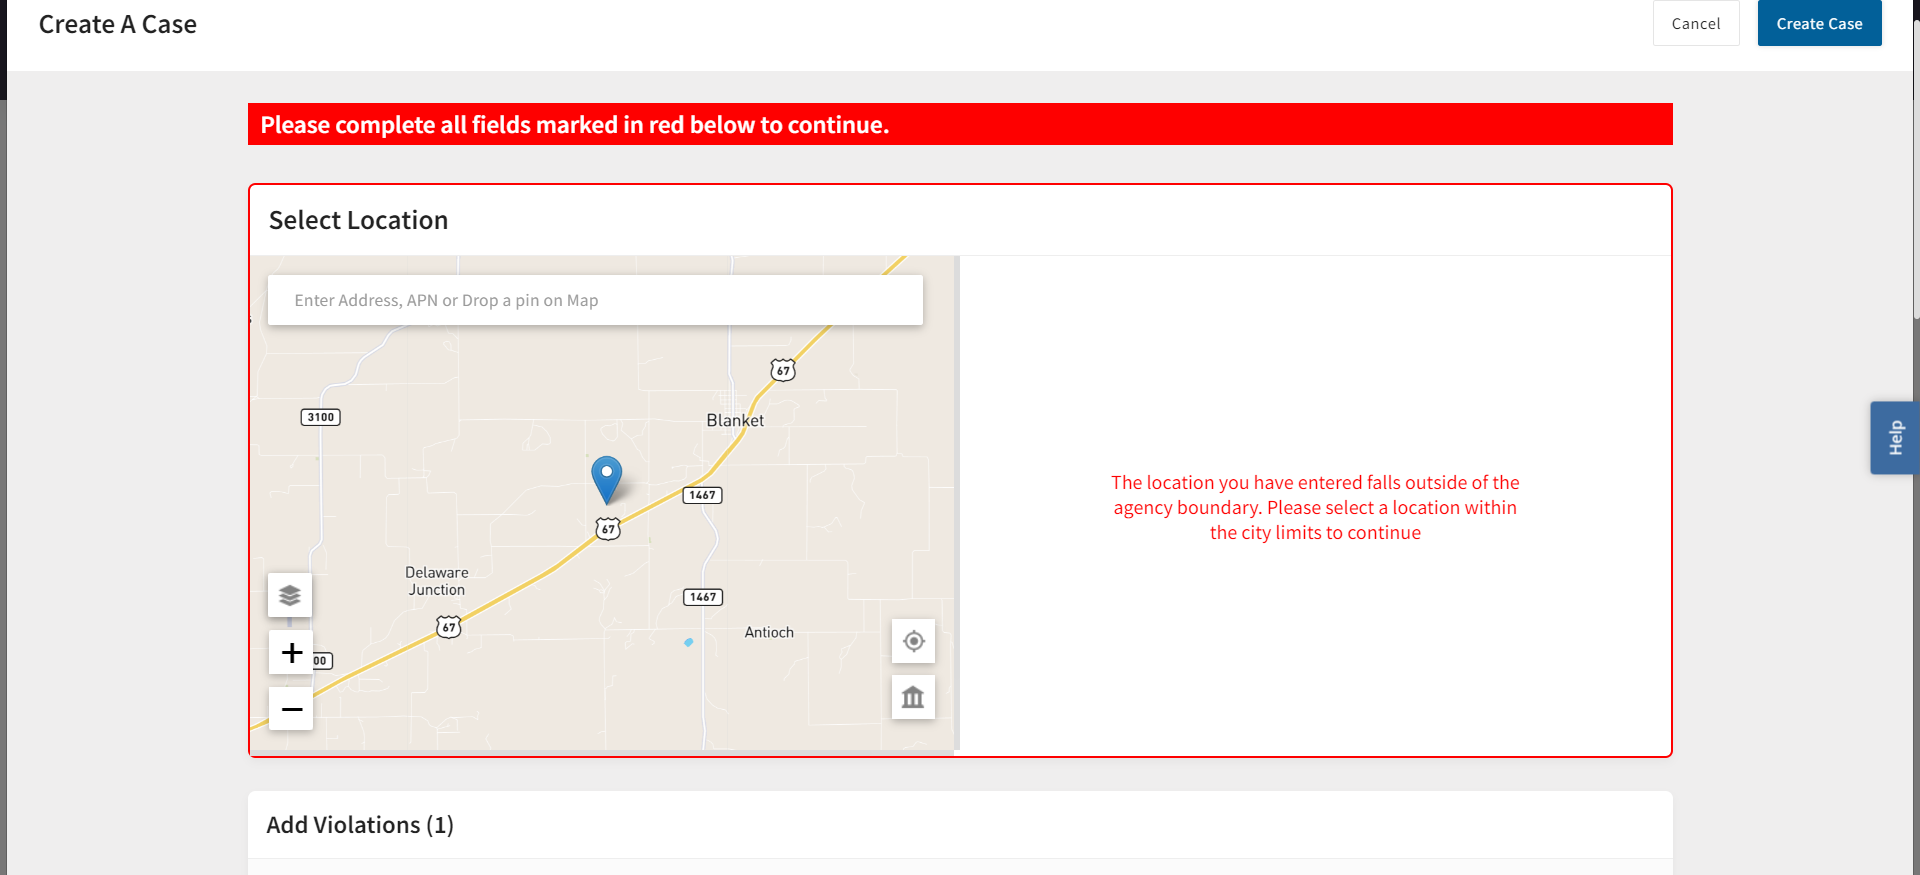 Create A Case
Cancel
Create Case
Please complete all fields marked in red below to continue.
Select Location
Enter Address, APN or Drop a pin on Map
67
3100
Blanket
1467
67
Delaware
Junction
1467
67
Antioch
00
The location you have entered falls outside of the
agency boundary. Please select a location within
the city limits to continue
Help
Add Violations (1)